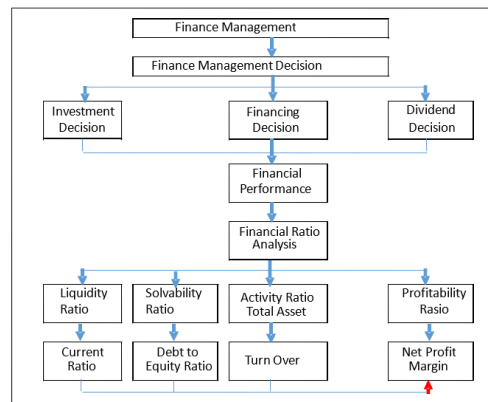 Finance Management
Finance Management Decision
Investment
Decision
Financing
Decision
Dividend
Decision
Financial
Performance
Financial Ratio
Analysis
Liquidity
Ratio
Solvability
Ratio
Activity Ratio
Total Asset
Profitability
Rasio
Current
Ratio
Debt to
Equity Ratio
Turn Over
Net Profit
Margin